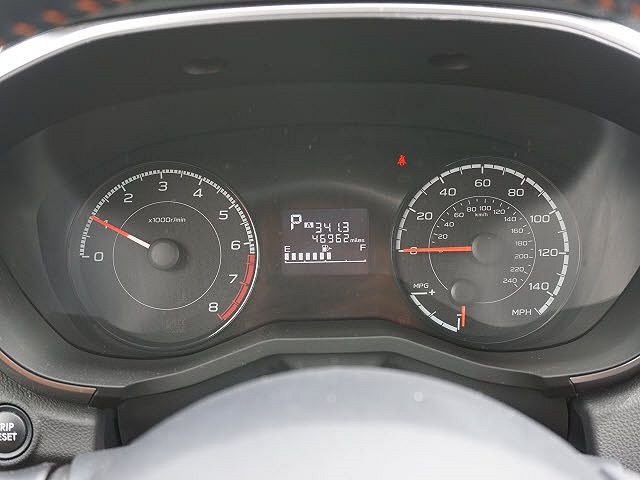 0 1 2 3 4 5 6 7 8
x1000r/min
P A 341.3
46962 miles
E F
0 20 40 60 80 100 120 140
20 40 60 80 100 120 140 160 180 200 220 240
km/h
MPG + -
MPH
TRIP
RESET